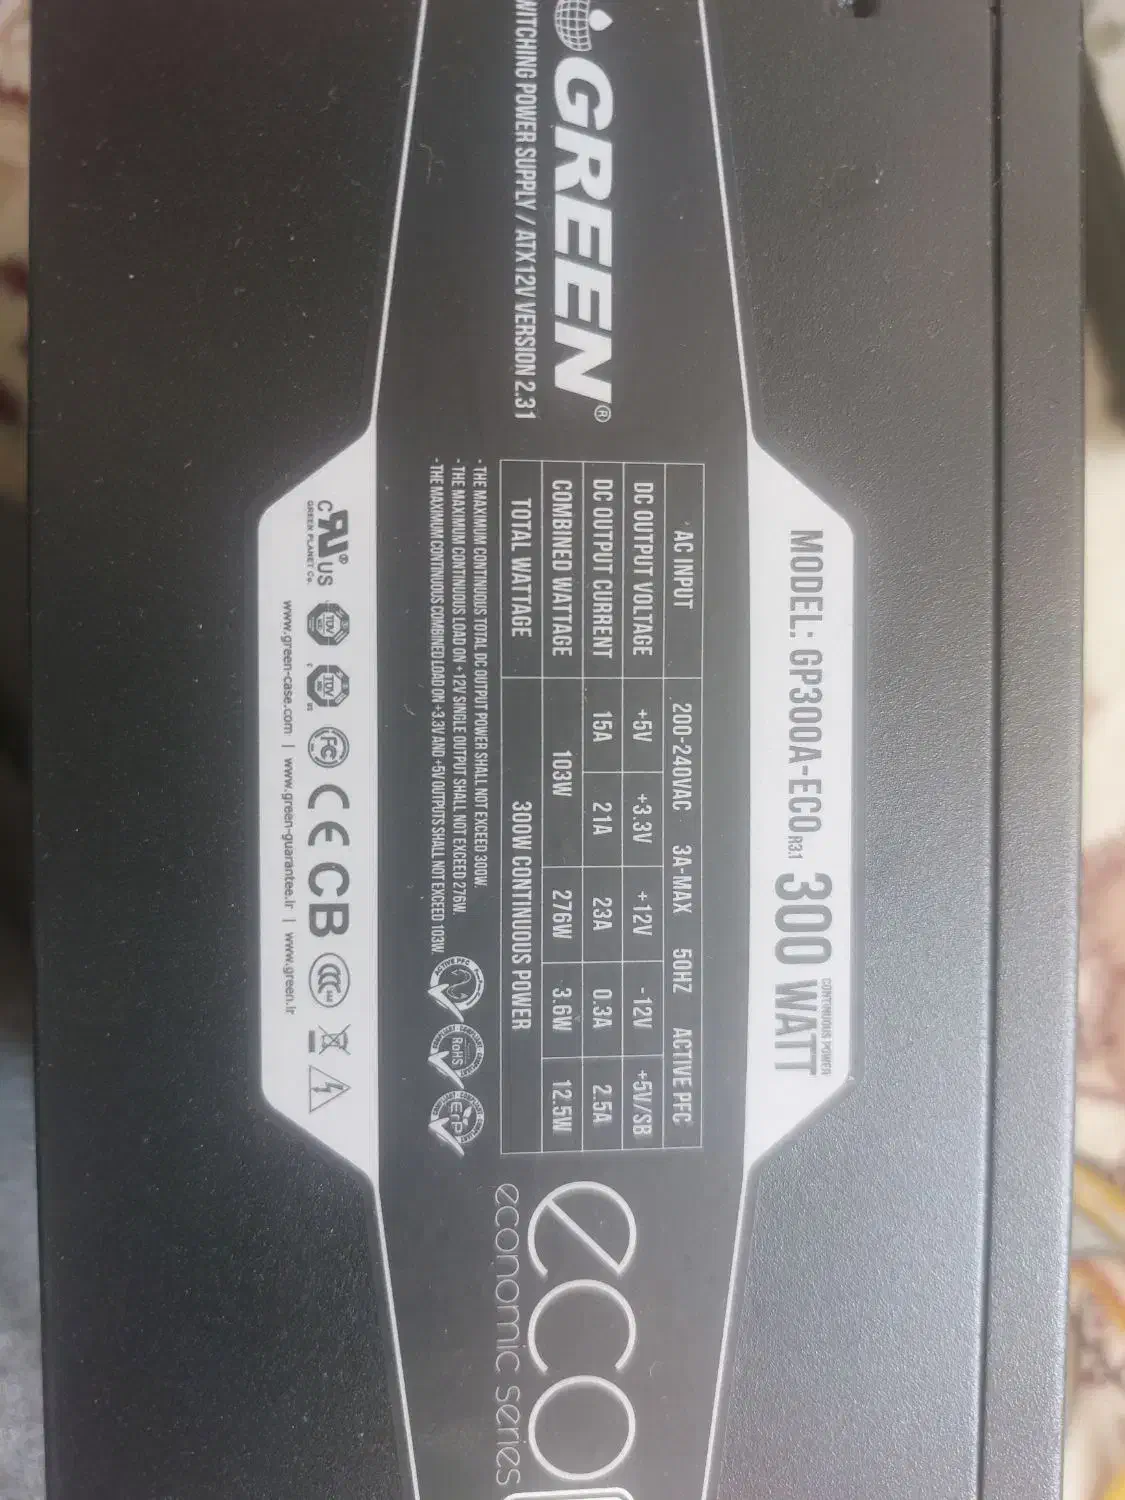 MODEL: GP300A-ECO R3.1 300 WATT
CONTINUOUS POWER
GREEN®
WITCHING POWER SUPPLY / ATX12V VERSION 2.31
AC INPUT 200-240VAC 3A-MAX 50HZ ACTIVE PFC
DC OUTPUT VOLTAGE +5V +3.3V +12V -12V +5V/SB
DC OUTPUT CURRENT 15A 21A 23A 0.3A 2.5A
COMBINED WATTAGE 103W 276W 3.6W 12.5W
TOTAL WATTAGE 300W CONTINUOUS POWER
- THE MAXIMUM CONTINUOUS TOTAL DC OUTPUT POWER SHALL NOT EXCEED 300W.
- THE MAXIMUM CONTINUOUS LOAD ON +12V SINGLE OUTPUT SHALL NOT EXCEED 276W.
- THE MAXIMUM CONTINUOUS COMBINED LOAD ON +3.3V AND +5V OUTPUTS SHALL NOT EXCEED 103W.
ACTIVE PFC
RoHS
ErP
eco
economic series
c RU® US
GREEN PLANET Co.
TÜV
TÜV
FC
CE
CB
CCC
www.green-case.com | www.green-guarantee.ir | www.green.ir